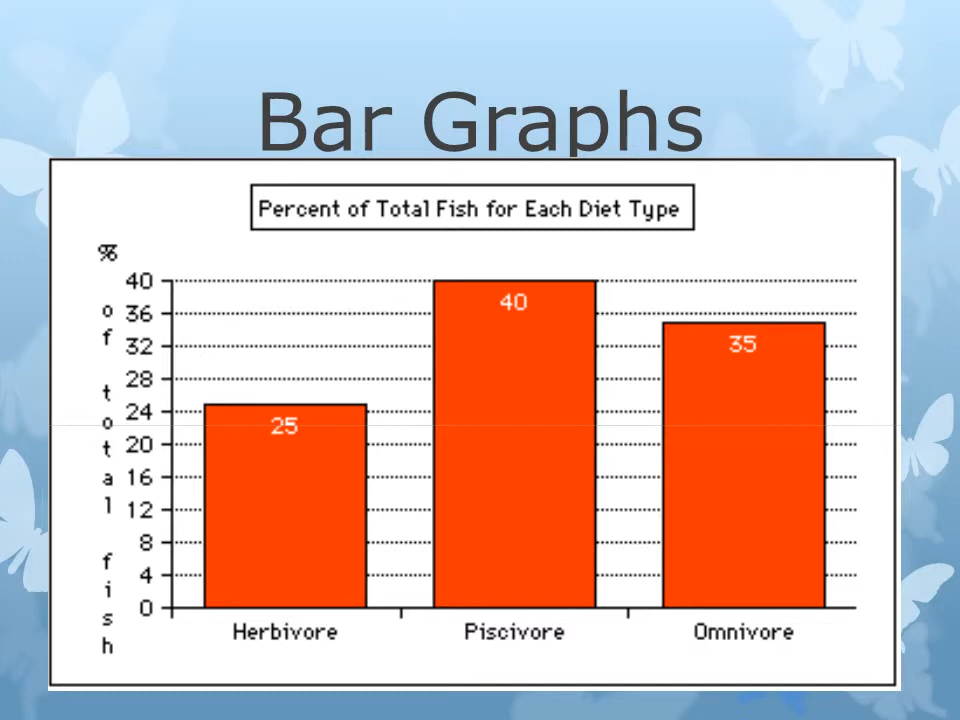 Bar Graphs
Percent of Total Fish for Each Diet Type
% of total fish
40
36
32
28
24
20
16
12
8
4
0
25
40
35
Herbivore
Piscivore
Omnivore